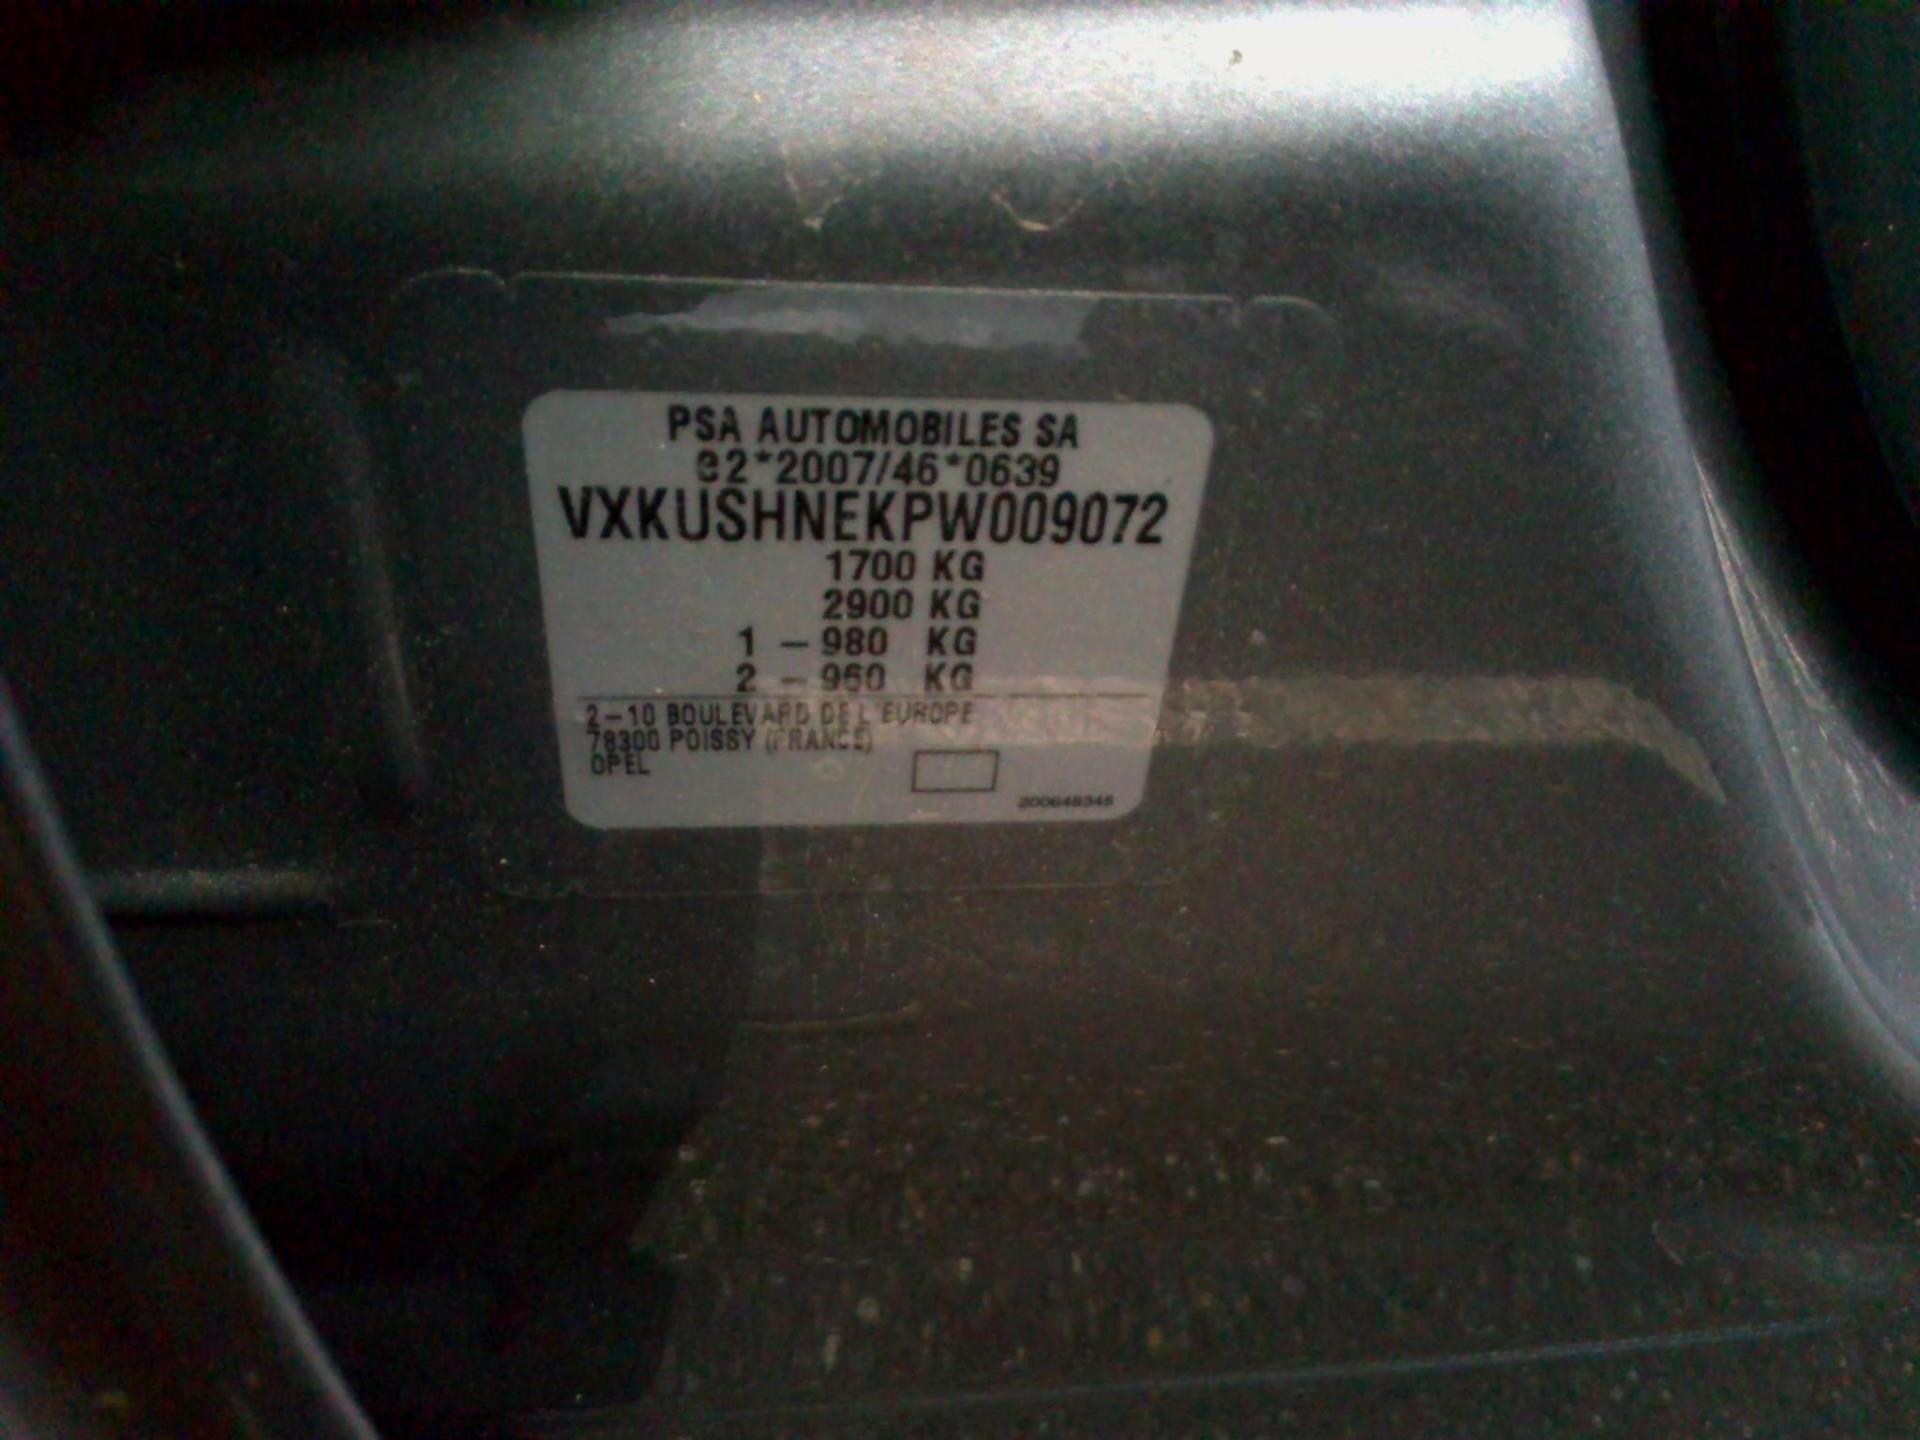 PSA AUTOMOBILES SA
e2*2007/46*0639
VXKUSHNEKPW009072
1700 KG
2900 KG
1 - 980 KG
2 - 960 KG
2-10 BOULEVARD DE L'EUROPE
78300 POISSY (FRANCE)
OPEL